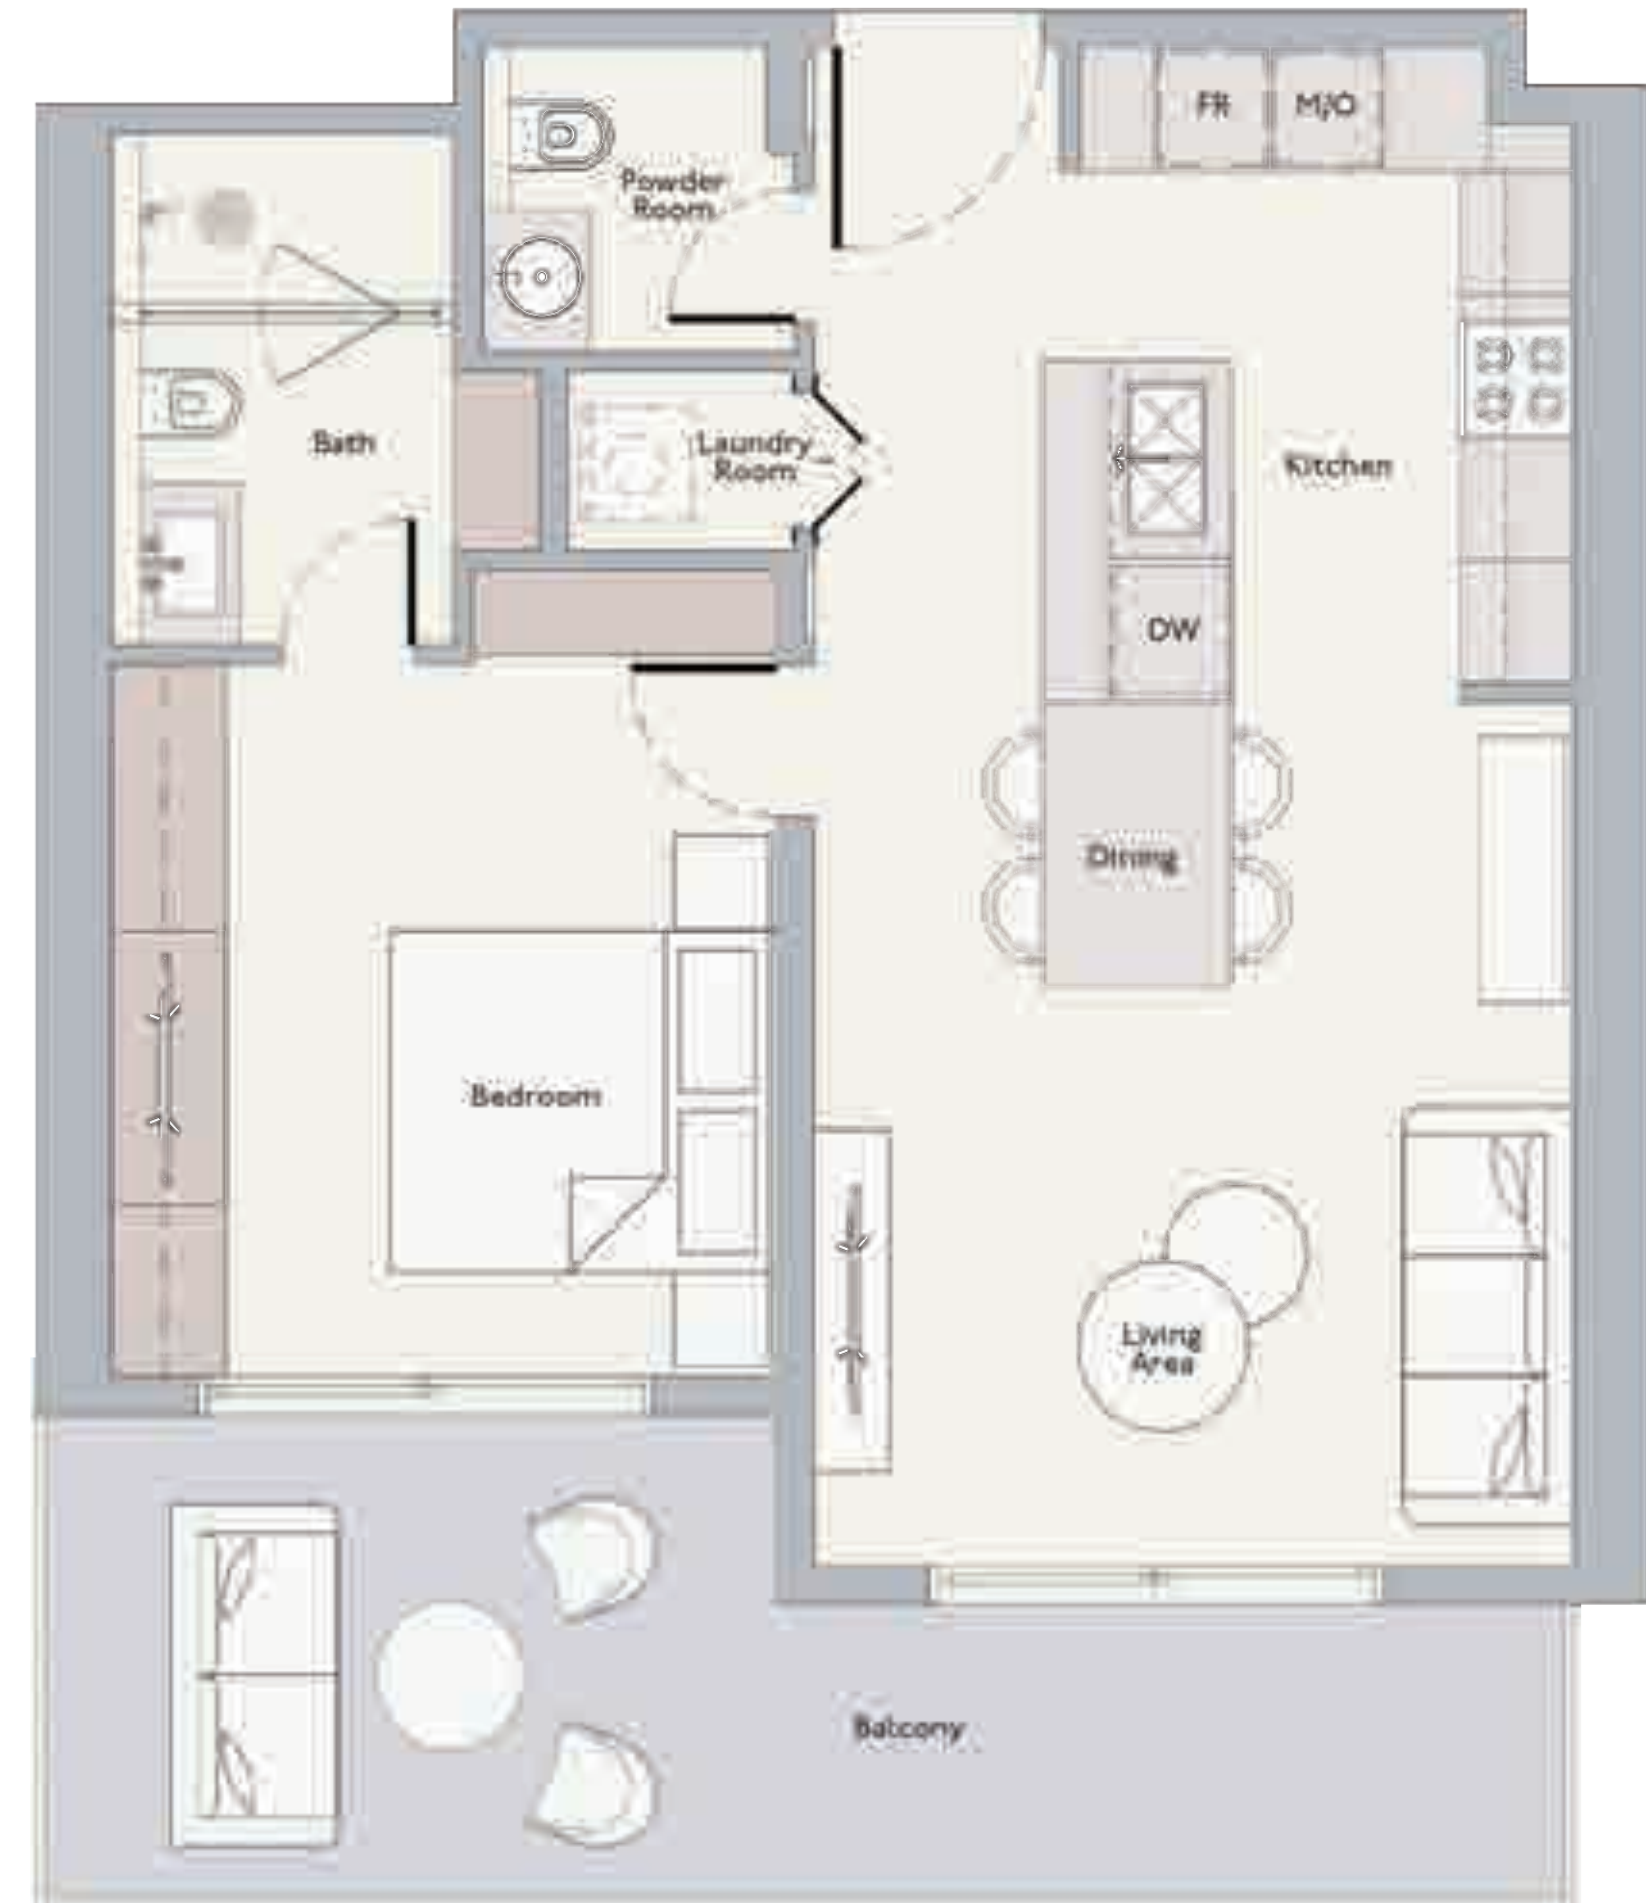 FR
M/O
Powder
Room
Bath
Laundry
Room
Kitchen
DW
Dining
Bedroom
Living
Area
Balcony